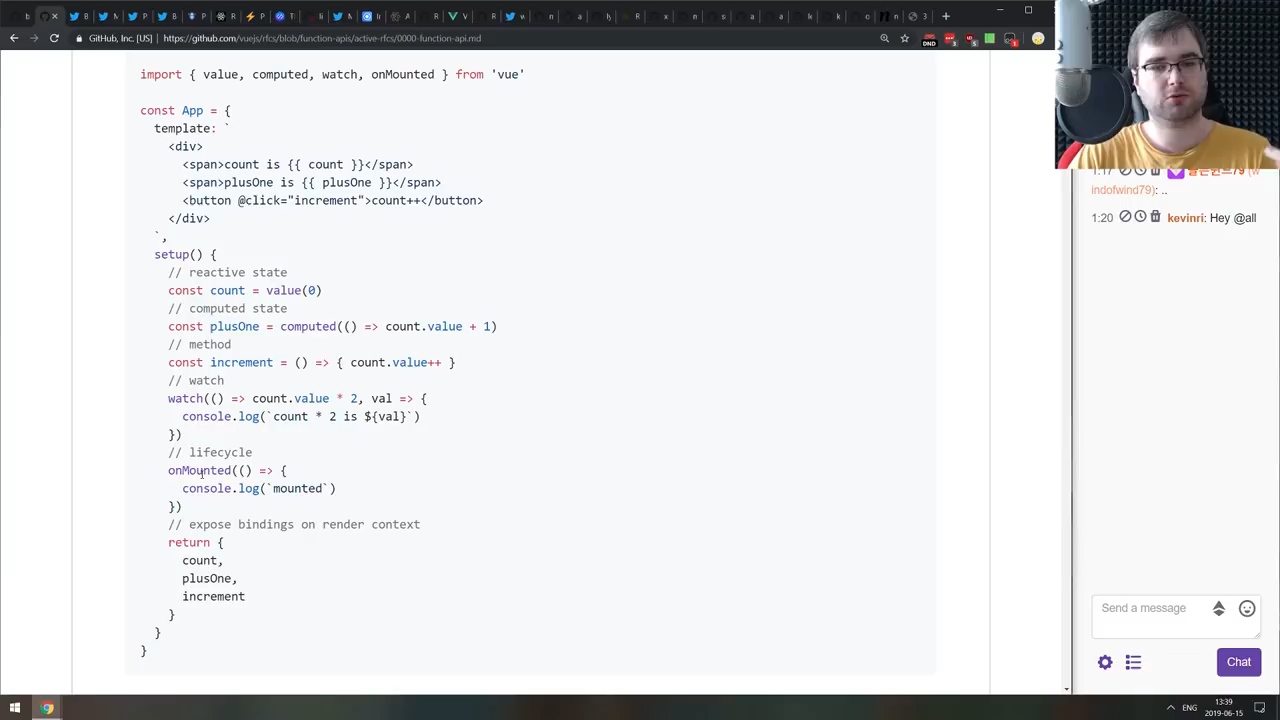 GitHub, Inc. [US] | https://github.com/vuejs/rfcs/blob/function-apis/active-rfcs/0000-function-api.md
import { value, computed, watch, onMounted } from 'vue'
const App = {
template: `
<div>
<span>count is {{ count }}</span>
<span>plusOne is {{ plusOne }}</span>
<button @click="increment">count++</button>
</div>
`,
setup() {
// reactive state
const count = value(0)
// computed state
const plusOne = computed(() => count.value + 1)
// method
const increment = () => { count.value++ }
// watch
watch(() => count.value * 2, val => {
console.log(`count * 2 is ${val}`)
})
// lifecycle
onMounted(() => {
console.log(`mounted`)
})
// expose bindings on render context
return {
count,
plusOne,
increment
}
}
}
1:17 (w
indofwind79): ..
1:20 kevinri: Hey @all
Send a message
Chat
ENG
13:39
2019-06-15